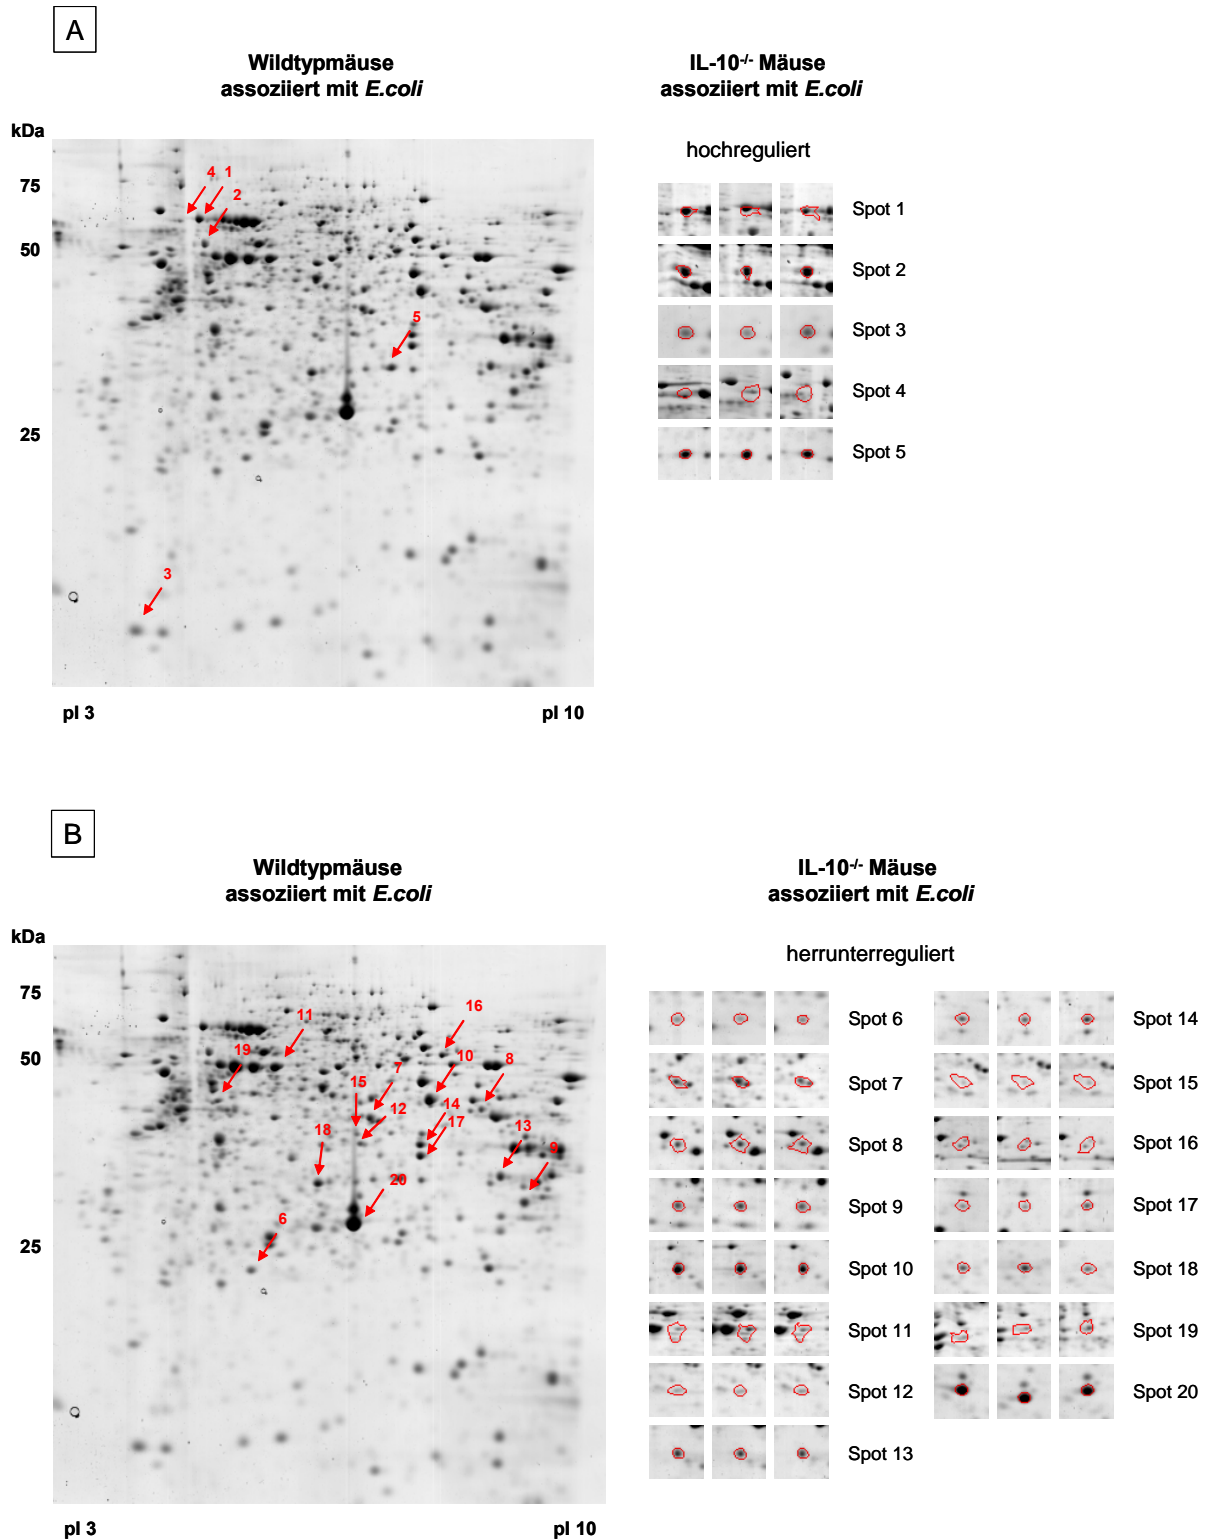 A
Wildtypmäuse
assoziiert mit E.coli
IL-10-/- Mäuse
assoziiert mit E.coli
kDa
hochreguliert
75
50
25
4
1
2
5
3
Spot 1
Spot 2
Spot 3
Spot 4
Spot 5
pI 3
pI 10
B
Wildtypmäuse
assoziiert mit E.coli
IL-10-/- Mäuse
assoziiert mit E.coli
kDa
herrunterreguliert
75
50
25
16
11
19
7
10
8
15
12
14
17
18
13
9
20
6
Spot 6
Spot 7
Spot 8
Spot 9
Spot 10
Spot 11
Spot 12
Spot 13
Spot 14
Spot 15
Spot 16
Spot 17
Spot 18
Spot 19
Spot 20
pI 3
pI 10